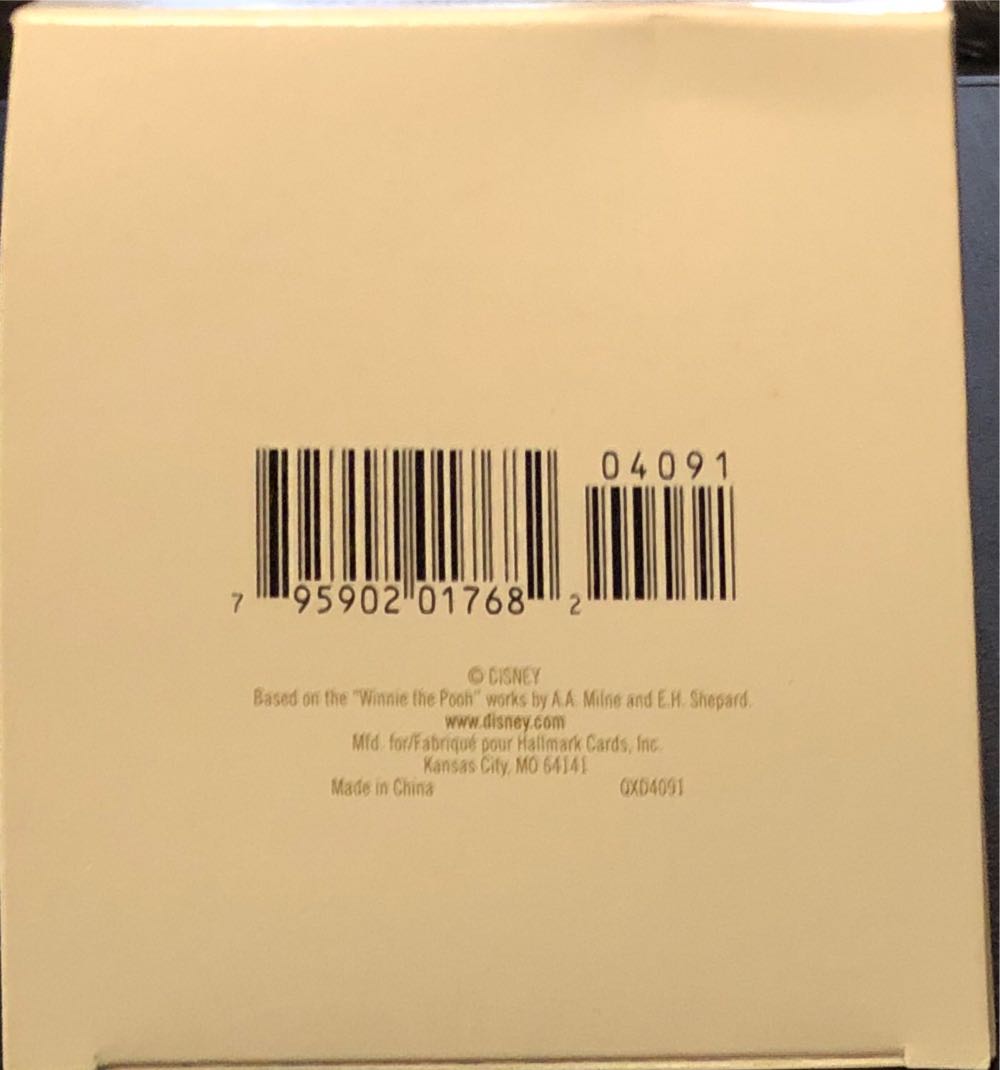 04091
7 95902 01768 2
© DISNEY
Based on the "Winnie the Pooh" works by A.A. Milne and E.H. Shepard.
www.disney.com
Mfd. for/Fabriqué pour Hallmark Cards, Inc.
Kansas City, MO 64141
Made in China QXD4091